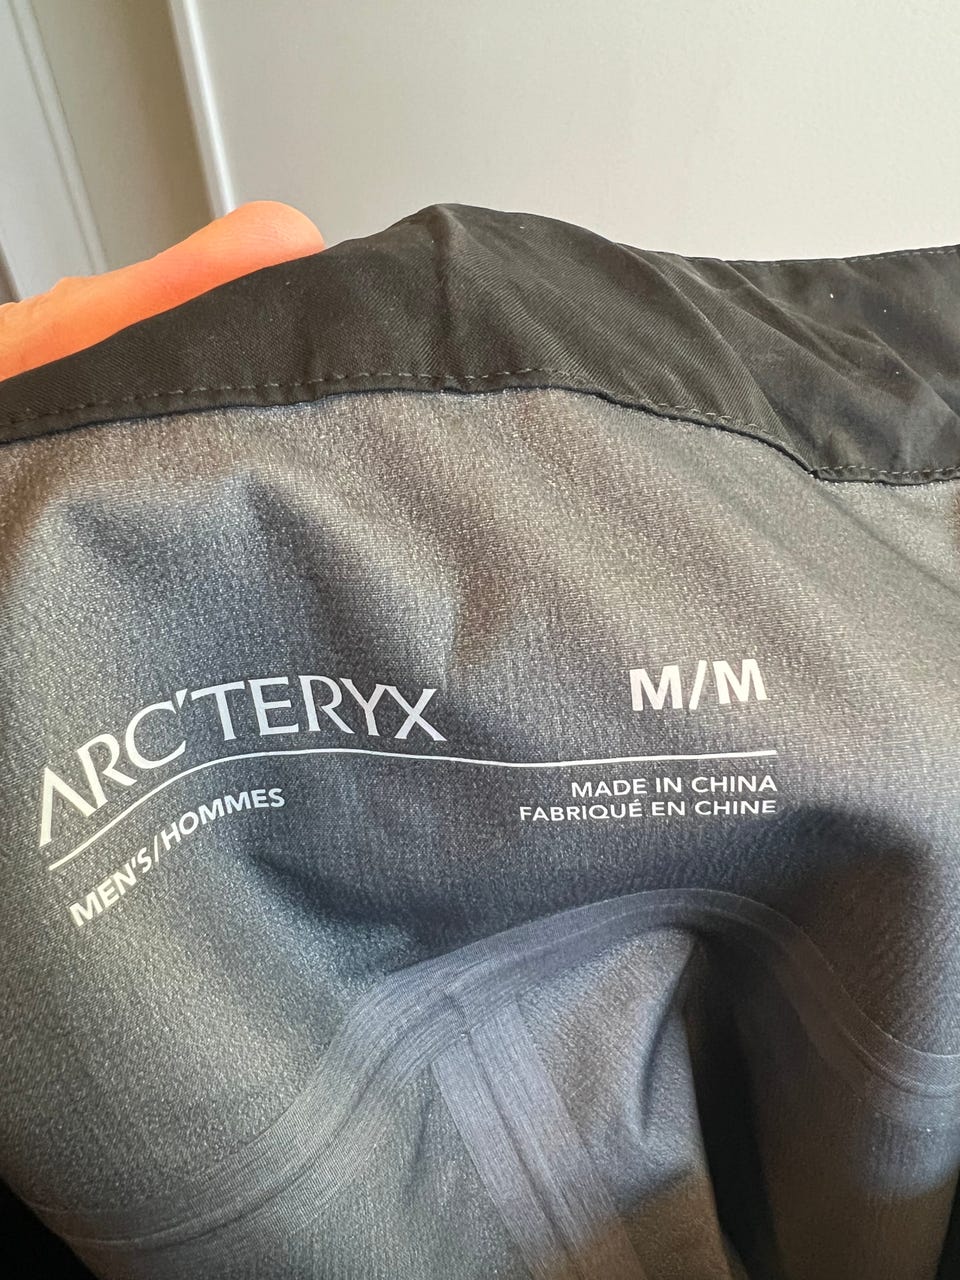 ARC'TERYX
M/M
MEN'S/HOMMES
MADE IN CHINA
FABRIQUÉ EN CHINE